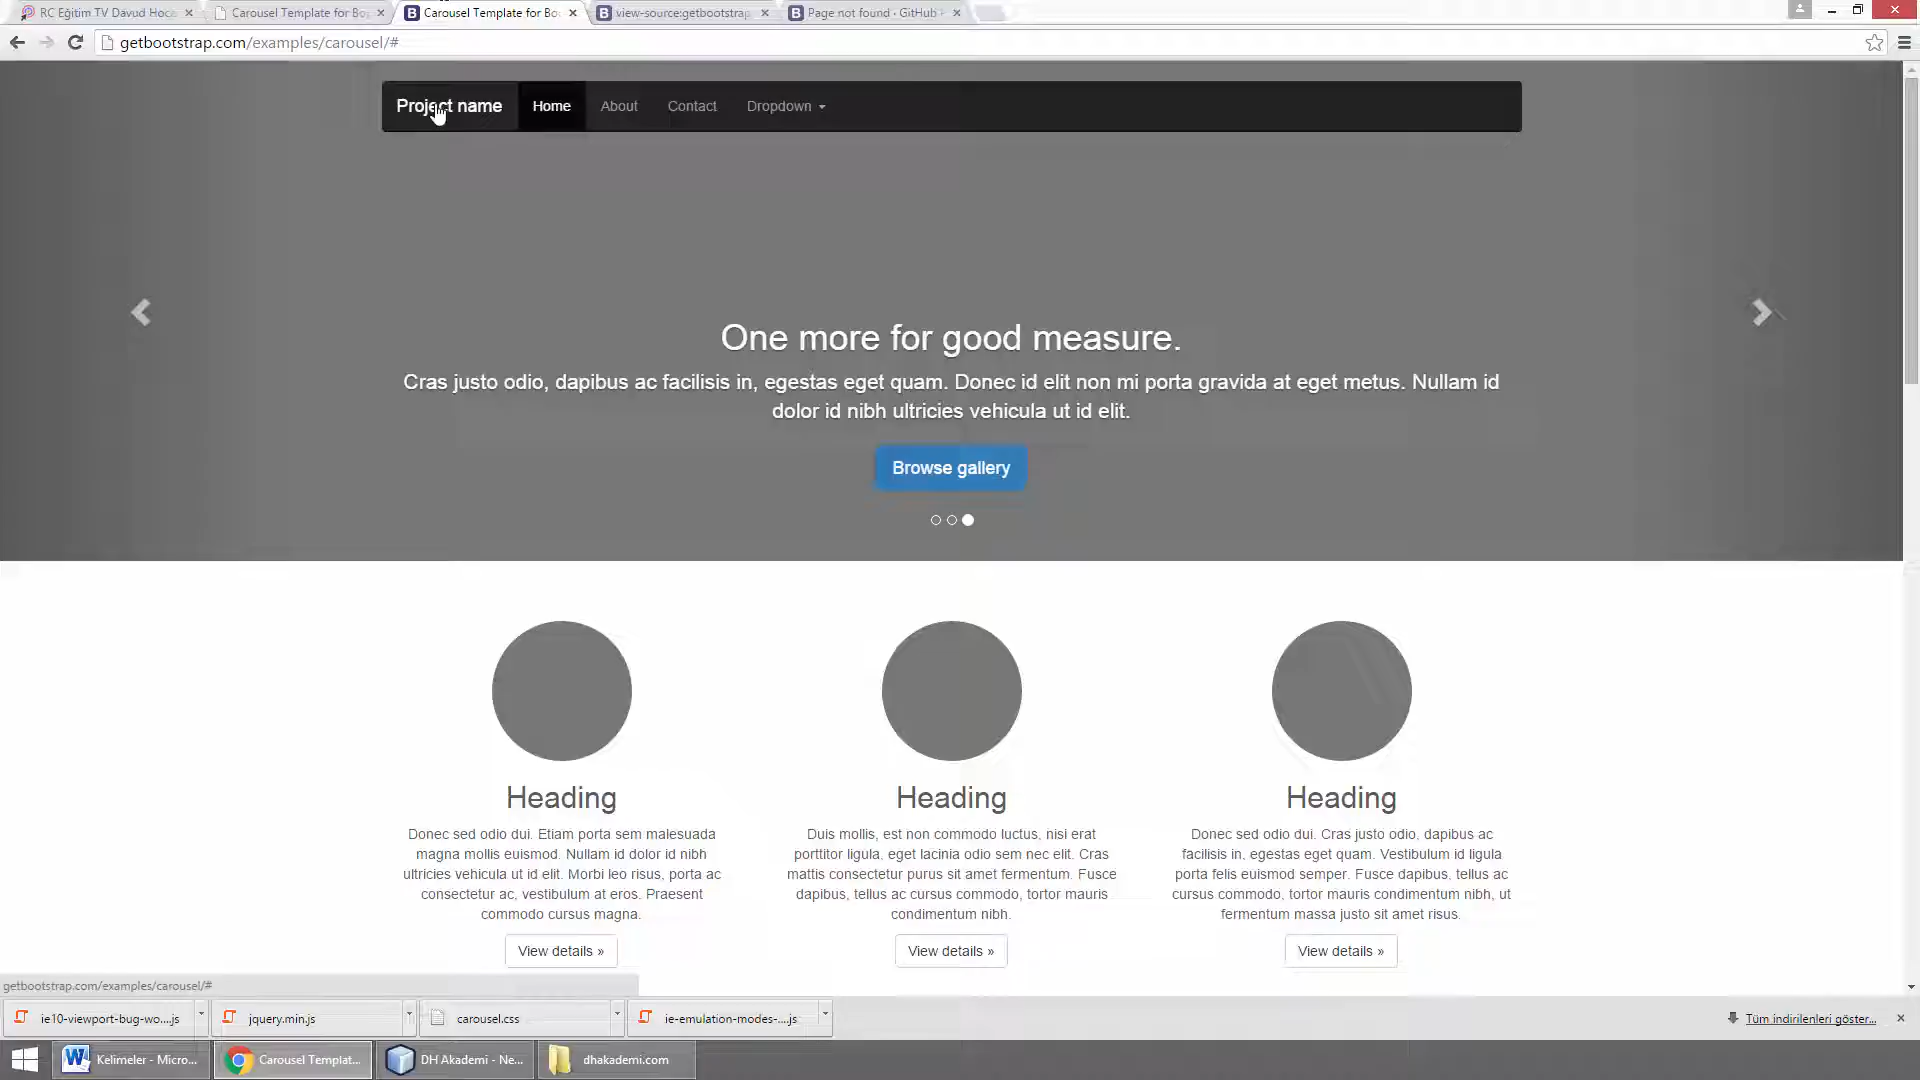 RC Eğitim TV Davud Hoca
Carousel Template for Bo
Carousel Template for Bo
view-source:getbootstrap
Page not found · GitHub
getbootstrap.com/examples/carousel/#
Project name
Home
About
Contact
Dropdown
One more for good measure.
Cras justo odio, dapibus ac facilisis in, egestas eget quam. Donec id elit non mi porta gravida at eget metus. Nullam id
dolor id nibh ultricies vehicula ut id elit.
Browse gallery
Heading
Donec sed odio dui. Etiam porta sem malesuada
magna mollis euismod. Nullam id dolor id nibh
ultricies vehicula ut id elit. Morbi leo risus, porta ac
consectetur ac, vestibulum at eros. Praesent
commodo cursus magna.
View details »
Heading
Duis mollis, est non commodo luctus, nisi erat
porttitor ligula, eget lacinia odio sem nec elit. Cras
mattis consectetur purus sit amet fermentum. Fusce
dapibus, tellus ac cursus commodo, tortor mauris
condimentum nibh.
View details »
Heading
Donec sed odio dui. Cras justo odio, dapibus ac
facilisis in, egestas eget quam. Vestibulum id ligula
porta felis euismod semper. Fusce dapibus, tellus ac
cursus commodo, tortor mauris condimentum nibh, ut
fermentum massa justo sit amet risus.
View details »
getbootstrap.com/examples/carousel/#
ie10-viewport-bug-wo....js
jquery.min.js
carousel.css
ie-emulation-modes-....js
Tüm indirilenleri göster...
Kelimeler - Micro...
Carousel Templat...
DH Akademi - Ne...
dhakademi.com